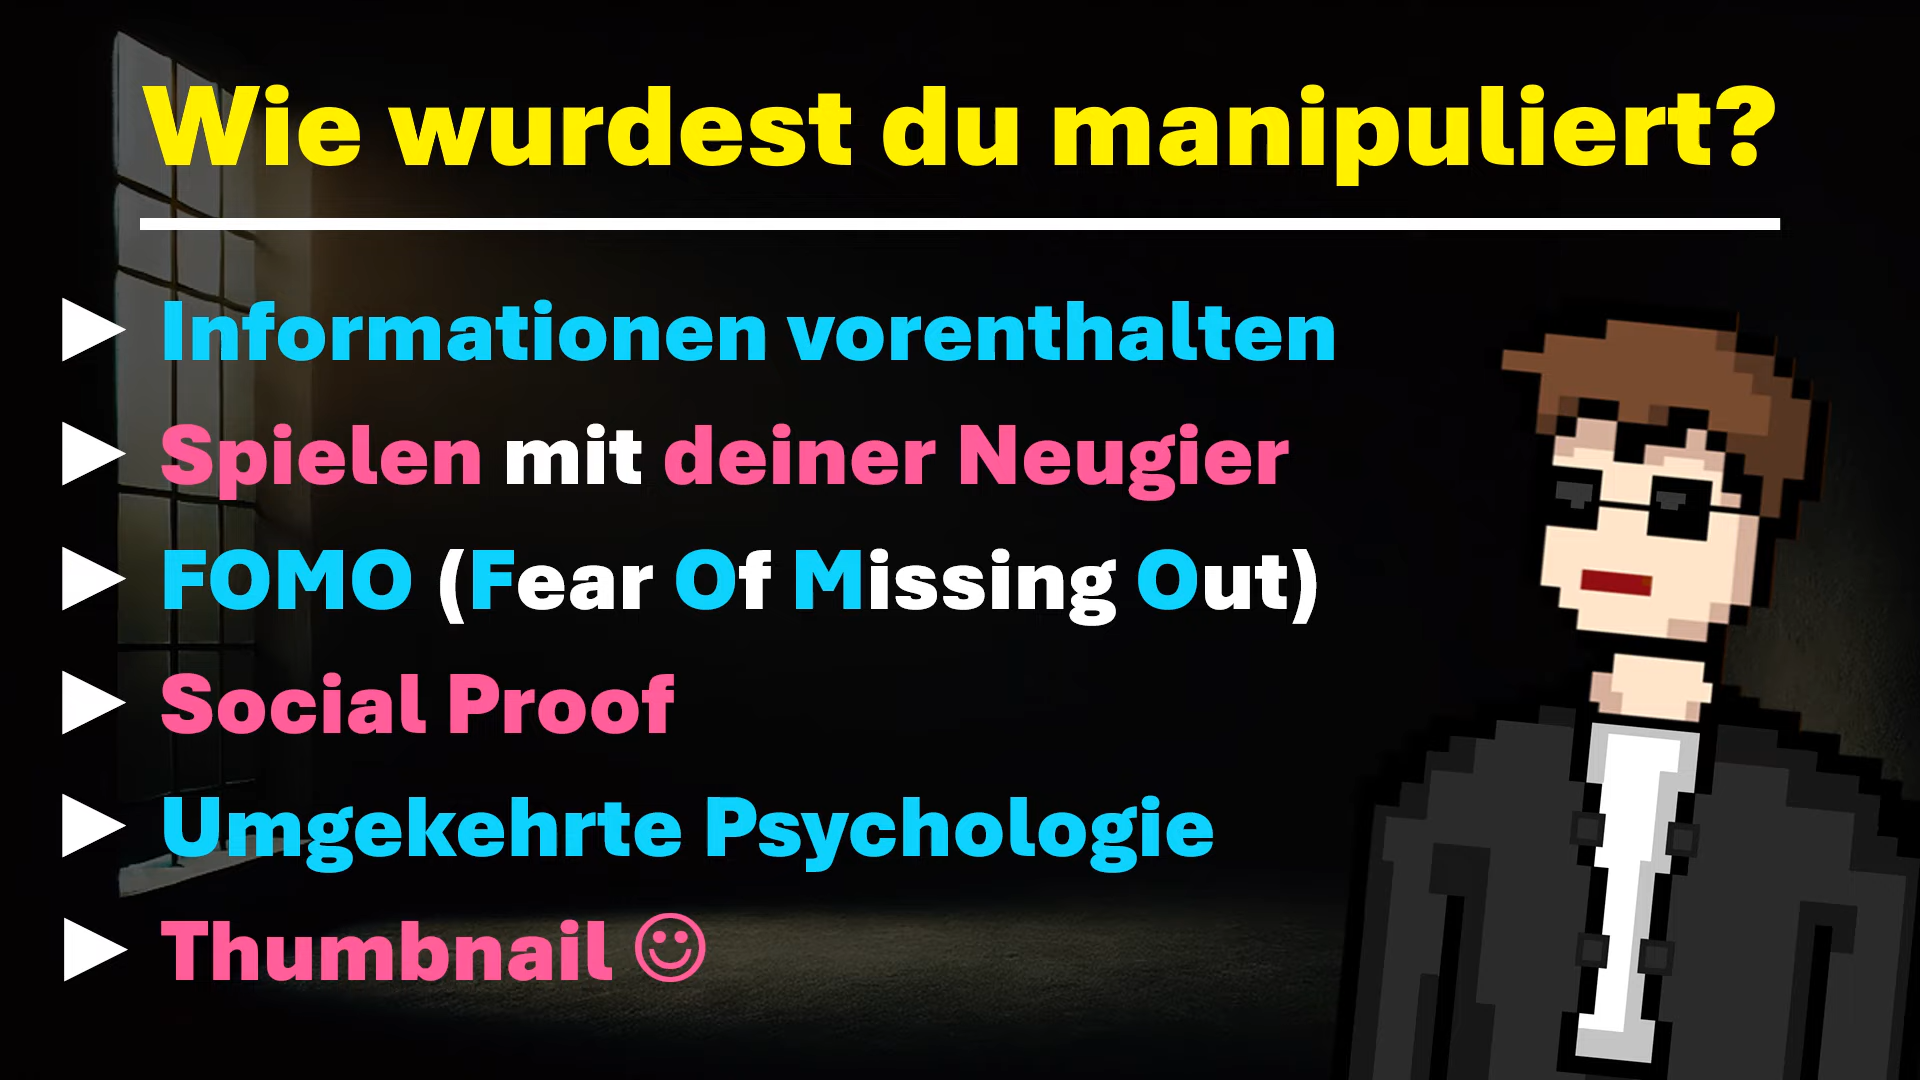 Wie wurdest du manipuliert?
► Informationen vorenthalten
► Spielen mit deiner Neugier
► FOMO (Fear Of Missing Out)
► Social Proof
► Umgekehrte Psychologie
► Thumbnail ☺